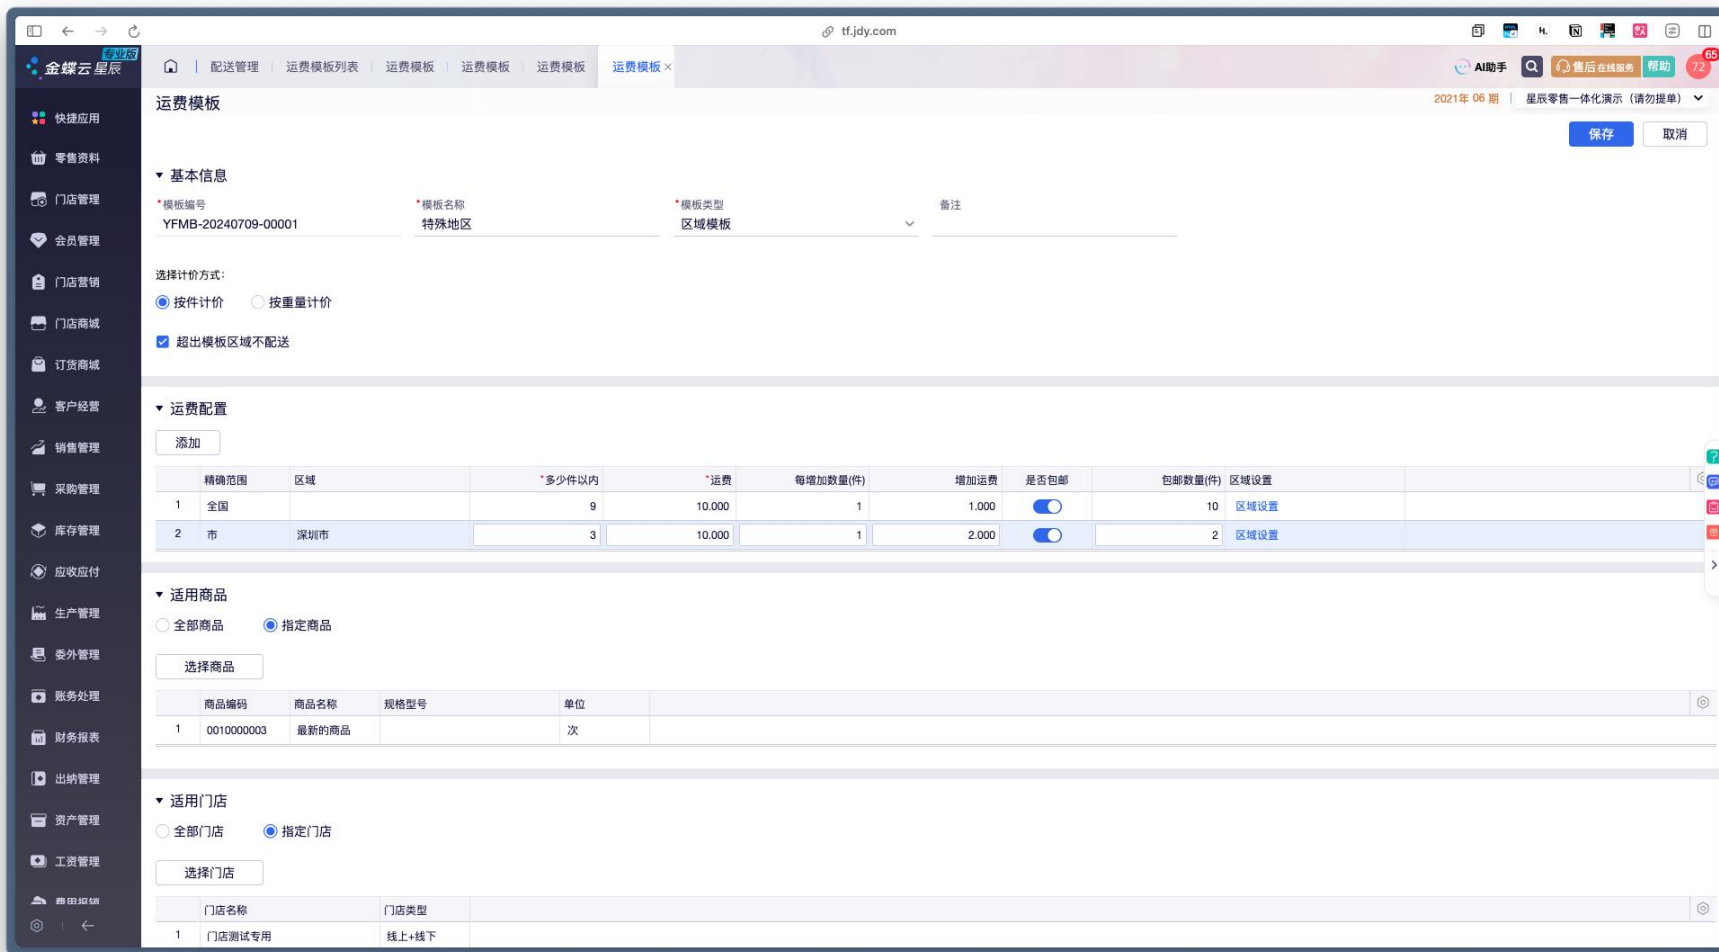 tf.jdy.com
金蝶云 星辰 专业版
配送管理 运费模板列表 运费模板 运费模板 运费模板 运费模板 ×
AI助手 售后 在线服务 帮助 72 65
运费模板
2021年 06 期 星辰零售一体化演示（请勿提单）
保存 取消
快捷应用
零售资料
门店管理
会员管理
门店营销
门店商城
订货商城
客户经营
销售管理
采购管理
库存管理
应收应付
生产管理
委外管理
账务处理
财务报表
出纳管理
资产管理
工资管理
费用报销
基本信息
*模板编号 *模板名称 *模板类型 备注
YFMB-20240709-00001 特殊地区 区域模板
选择计价方式:
按件计价 按重量计价
超出模板区域不配送
运费配置
添加
精确范围 区域 *多少件以内 *运费 每增加数量(件) 增加运费 是否包邮 包邮数量(件) 区域设置
1 全国 9 10.000 1 1.000 10 区域设置
2 市 深圳市 3 10.000 1 2.000 2 区域设置
适用商品
全部商品 指定商品
选择商品
商品编码 商品名称 规格型号 单位
1 0010000003 最新的商品 次
适用门店
全部门店 指定门店
选择门店
门店名称 门店类型
1 门店测试专用 线上+线下